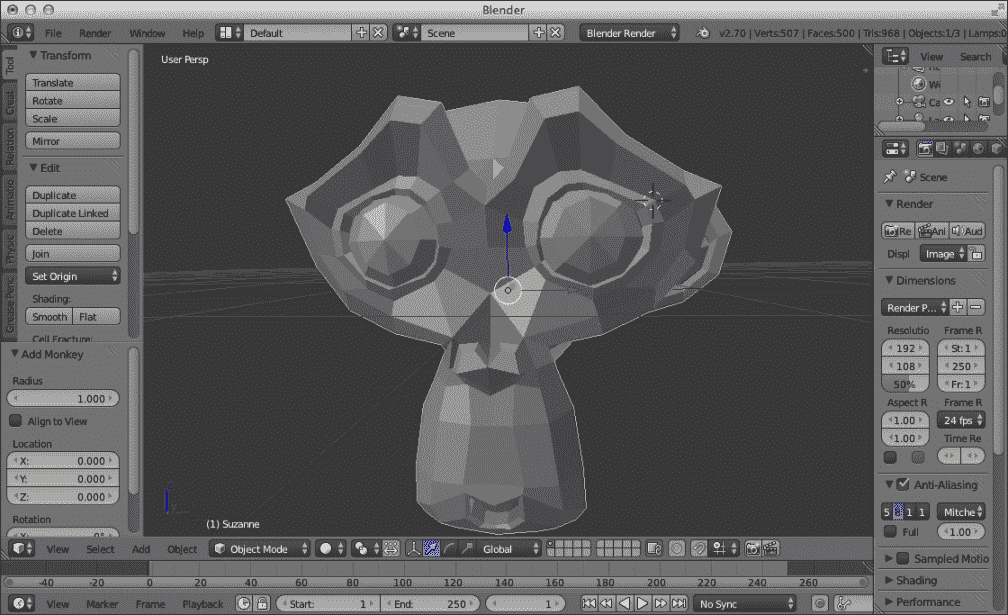 Blender
File Render Window Help Default Scene Blender Render v2.70 | Verts:507 | Faces:500 | Tris:968 | Objects:1/3 | Lamps:0
Tool
Creat
Relation
Animatio
Physic
Grease Penc
Transform
Translate
Rotate
Scale
Mirror
Edit
Duplicate
Duplicate Linked
Delete
Join
Set Origin
Shading:
Smooth Flat
Cell Fracture:
Add Monkey
Radius
1.000
Align to View
Location
X: 0.000
Y: 0.000
Z: 0.000
Rotation
User Persp
(1) Suzanne
View Search
Wo
Ca
Scene
Render
Re Ani Aud
Displ Image
Dimensions
Render P...
Resolutio Frame R
192 St: 1
108 250
50% Fr: 1
Aspect R Frame R
1.00 24 fps
1.00 Time Re
Anti-Aliasing
5 8 1 1 Mitche
Full 1.00
Sampled Motio
Shading
Performance
View Select Add Object Object Mode Global
-40 -20 0 20 40 60 80 100 120 140 160 180 200 220 240 260
View Marker Frame Playback Start: 1 End: 250 1 No Sync